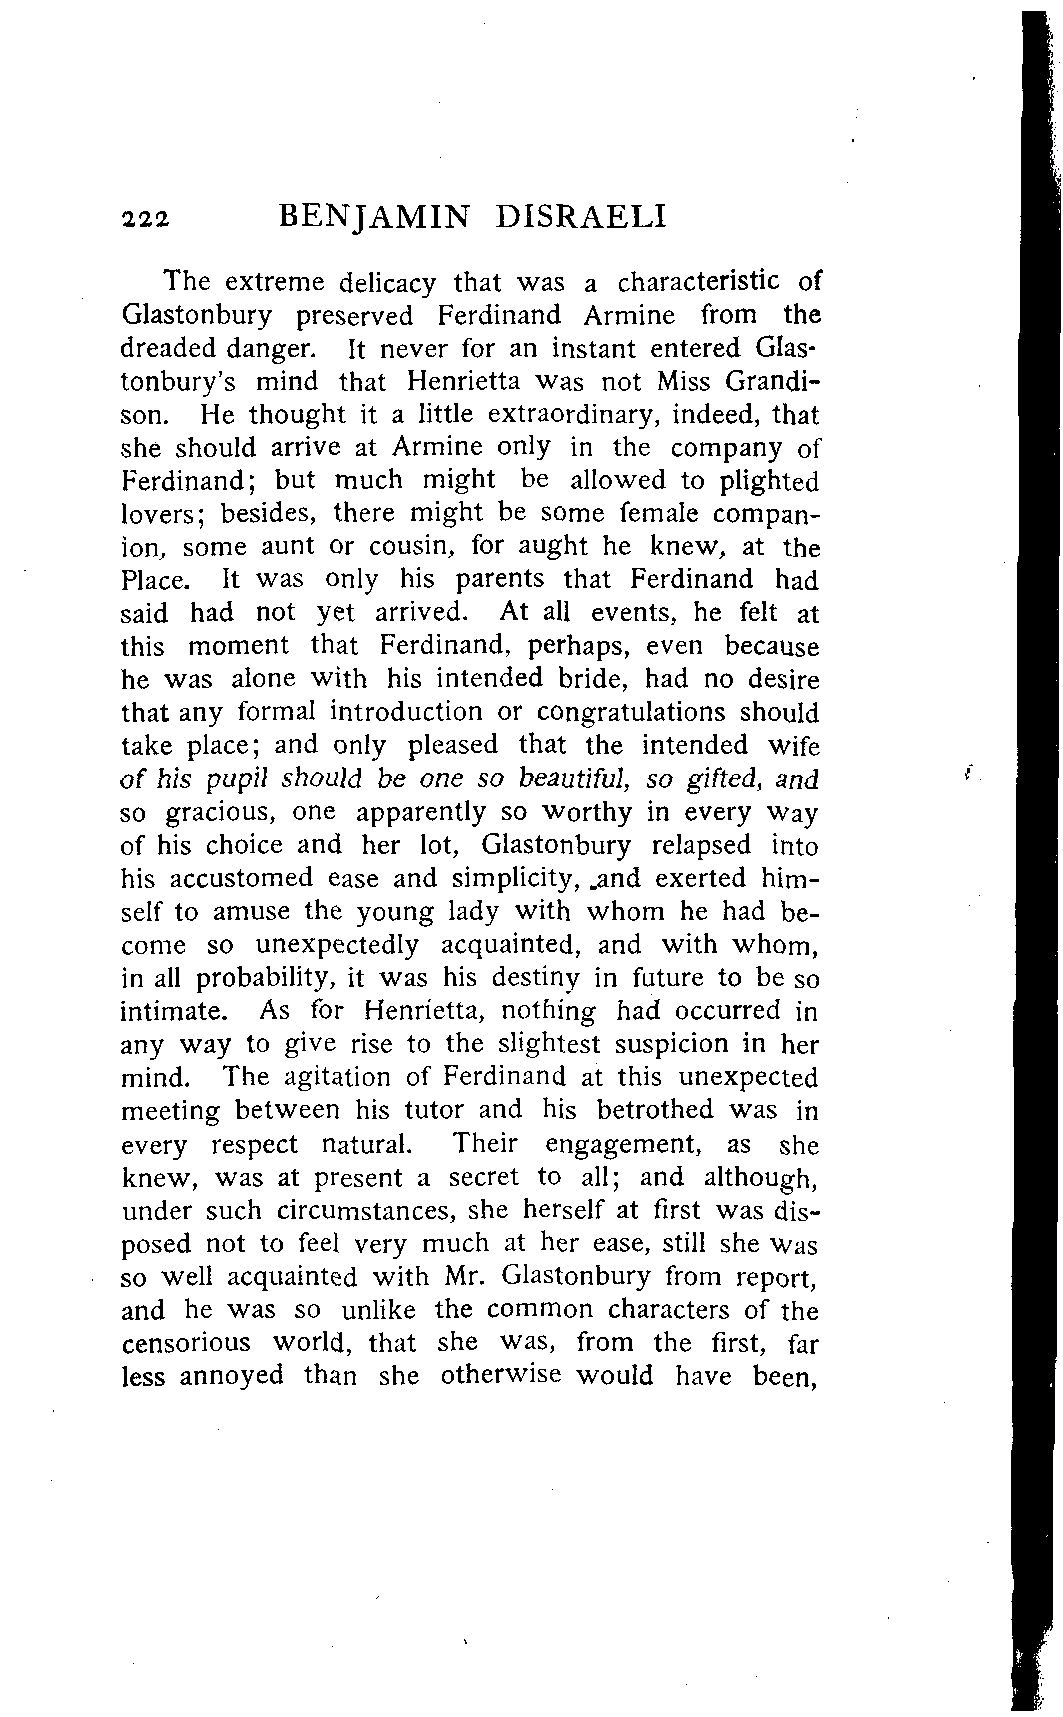 222 BENJAMIN DISRAELI
The extreme delicacy that was a characteristic of
Glastonbury preserved Ferdinand Armine from the
dreaded danger. It never for an instant entered Glas-
tonbury's mind that Henrietta was not Miss Grandi-
son. He thought it a little extraordinary, indeed, that
she should arrive at Armine only in the company of
Ferdinand; but much might be allowed to plighted
lovers; besides, there might be some female compan-
ion, some aunt or cousin, for aught he knew, at the
Place. It was only his parents that Ferdinand had
said had not yet arrived. At all events, he felt at
this moment that Ferdinand, perhaps, even because
he was alone with his intended bride, had no desire
that any formal introduction or congratulations should
take place; and only pleased that the intended wife
of his pupil should be one so beautiful, so gifted, and
so gracious, one apparently so worthy in every way
of his choice and her lot, Glastonbury relapsed into
his accustomed ease and simplicity, and exerted him-
self to amuse the young lady with whom he had be-
come so unexpectedly acquainted, and with whom,
in all probability, it was his destiny in future to be so
intimate. As for Henrietta, nothing had occurred in
any way to give rise to the slightest suspicion in her
mind. The agitation of Ferdinand at this unexpected
meeting between his tutor and his betrothed was in
every respect natural. Their engagement, as she
knew, was at present a secret to all; and although,
under such circumstances, she herself at first was dis-
posed not to feel very much at her ease, still she was
so well acquainted with Mr. Glastonbury from report,
and he was so unlike the common characters of the
censorious world, that she was, from the first, far
less annoyed than she otherwise would have been,